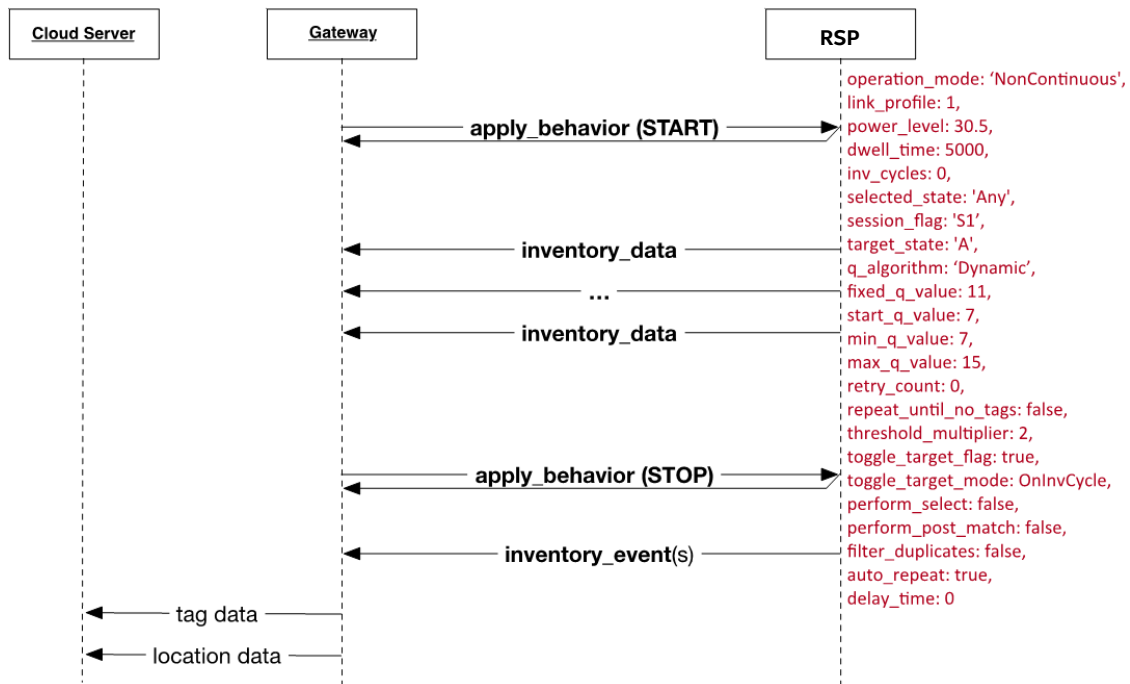 Cloud Server
Gateway
RSP
operation_mode: ‘NonContinuous',
link_profile: 1,
apply_behavior (START)
power_level: 30.5,
dwell_time: 5000,
inv_cycles: 0,
selected_state: 'Any',
session_flag: 'S1’,
inventory_data
target_state: 'A',
q_algorithm: ‘Dynamic’,
...
fixed_q_value: 11,
start_q_value: 7,
inventory_data
min_q_value: 7,
max_q_value: 15,
retry_count: 0,
repeat_until_no_tags: false,
threshold_multiplier: 2,
toggle_target_flag: true,
apply_behavior (STOP)
toggle_target_mode: OnInvCycle,
perform_select: false,
perform_post_match: false,
inventory_event(s)
filter_duplicates: false,
auto_repeat: true,
delay_time: 0
tag data
location data